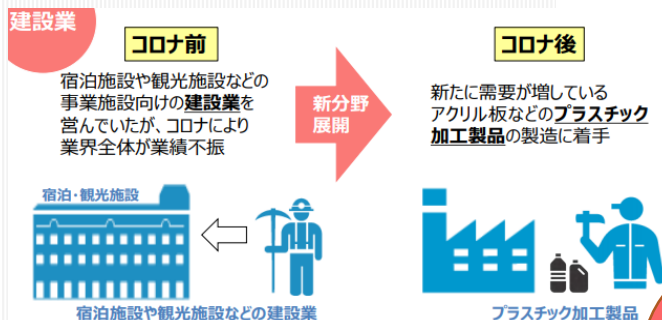 建設業
コロナ前
宿泊施設や観光施設などの
事業施設向けの建設業を
営んでいたが、コロナにより
業界全体が業績不振
新分野
展開
コロナ後
新たに需要が増している
アクリル板などのプラスチック
加工製品の製造に着手
宿泊・観光施設
宿泊施設や観光施設などの建設業
プラスチック加工製品